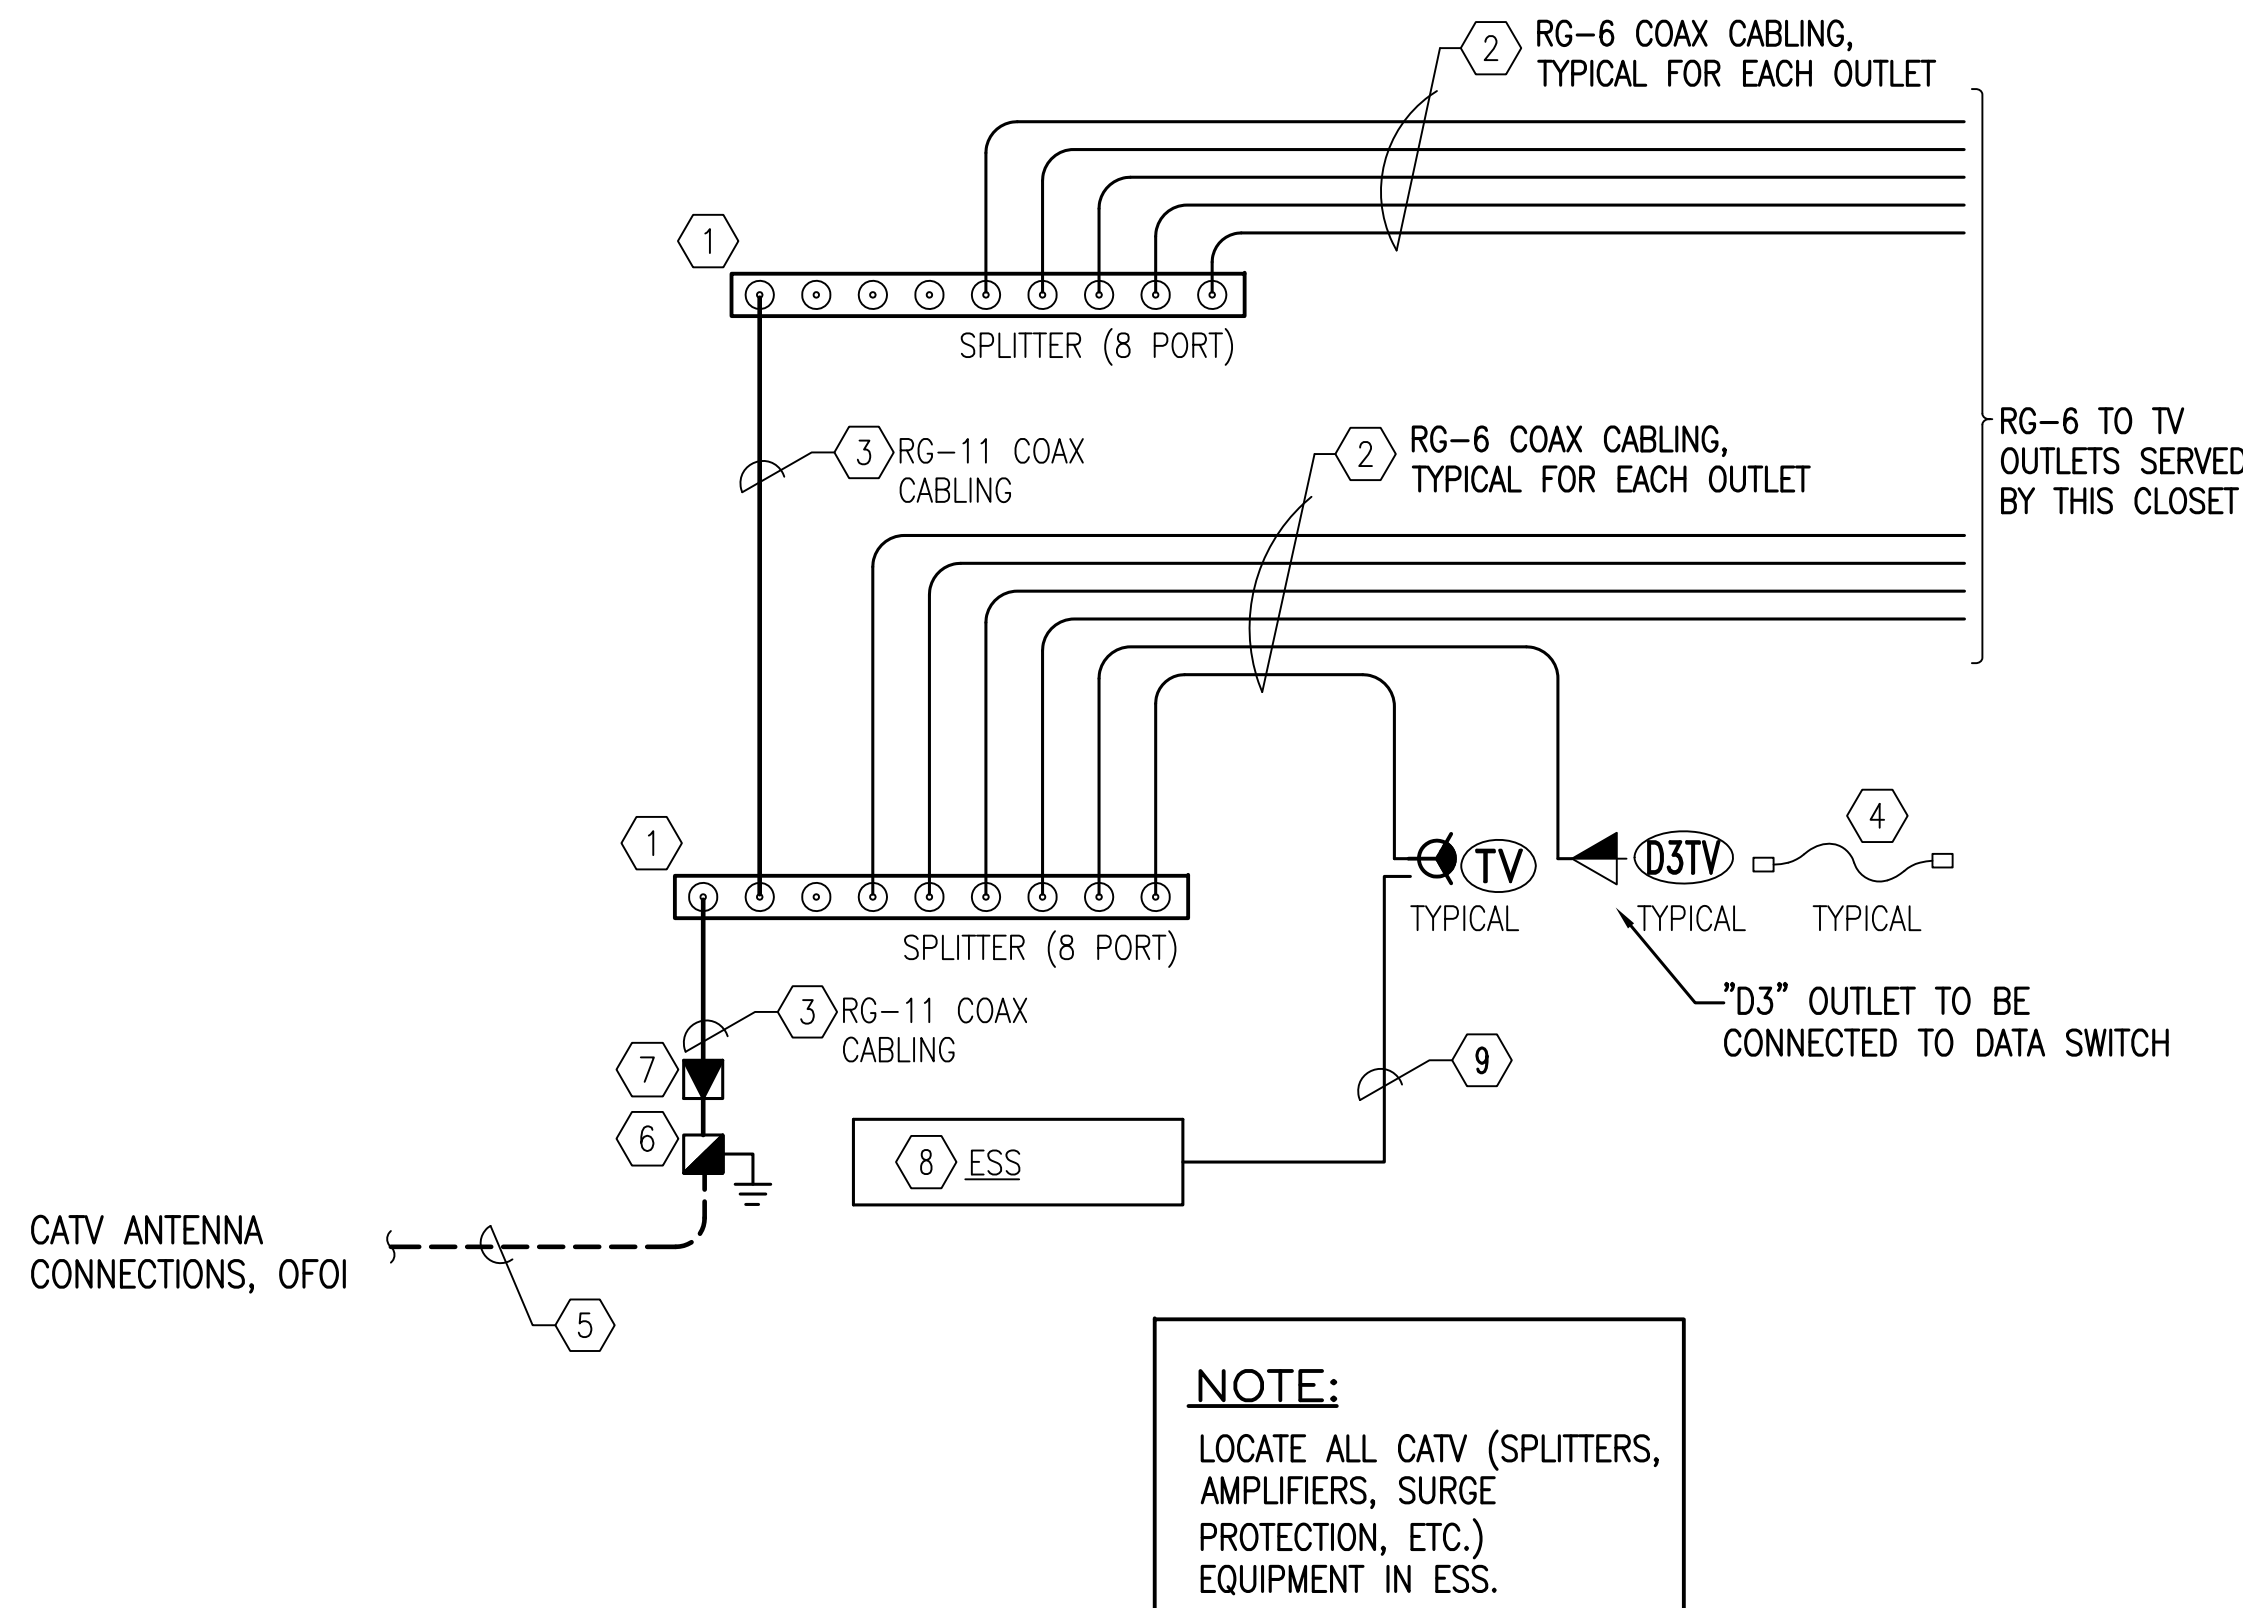 2
RG-6 COAX CABLING,
TYPICAL FOR EACH OUTLET
1
SPLITTER (8 PORT)
3
RG-11 COAX
CABLING
2
RG-6 COAX CABLING,
TYPICAL FOR EACH OUTLET
RG-6 TO TV
OUTLETS SERVED
BY THIS CLOSET
1
SPLITTER (8 PORT)
TV
TYPICAL
D3TV
TYPICAL
4
TYPICAL
"D3" OUTLET TO BE
CONNECTED TO DATA SWITCH
3
RG-11 COAX
CABLING
7
6
9
8
ESS
CATV ANTENNA
CONNECTIONS, OFOI
5
NOTE:
LOCATE ALL CATV (SPLITTERS,
AMPLIFIERS, SURGE
PROTECTION, ETC.)
EQUIPMENT IN ESS.